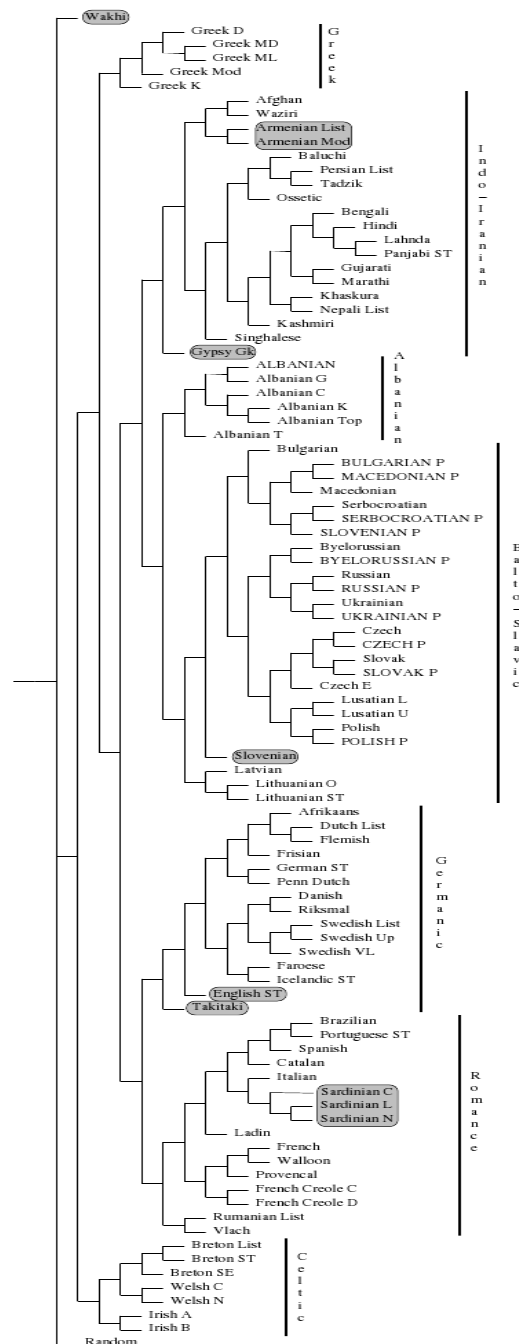 Wakhi
Greek D
Greek MD
Greek ML
Greek Mod
Greek K
Greek
Afghan
Waziri
Armenian List
Armenian Mod
Baluchi
Persian List
Tadzik
Ossetic
Bengali
Hindi
Lahnda
Panjabi ST
Gujarati
Marathi
Khaskura
Nepali List
Kashmiri
Singhalese
Gypsy Gk
Indo-Iranian
ALBANIAN
Albanian G
Albanian C
Albanian K
Albanian Top
Albanian T
Albanian
Bulgarian
BULGARIAN P
MACEDONIAN P
Macedonian
Serbocroatian
SERBOCROATIAN P
SLOVENIAN P
Byelorussian
BYELORUSSIAN P
Russian
RUSSIAN P
Ukrainian
UKRAINIAN P
Czech
CZECH P
Slovak
SLOVAK P
Czech E
Lusatian L
Lusatian U
Polish
POLISH P
Slovenian
Latvian
Lithuanian O
Lithuanian ST
Balto-Slavic
Afrikaans
Dutch List
Flemish
Frisian
German ST
Penn Dutch
Danish
Riksmal
Swedish List
Swedish Up
Swedish VL
Faroese
Icelandic ST
English ST
Takitaki
Germanic
Brazilian
Portuguese ST
Spanish
Catalan
Italian
Sardinian C
Sardinian L
Sardinian N
Ladin
French
Walloon
Provencal
French Creole C
French Creole D
Rumanian List
Vlach
Romance
Breton List
Breton ST
Breton SE
Welsh C
Welsh N
Irish A
Irish B
Celtic
Random